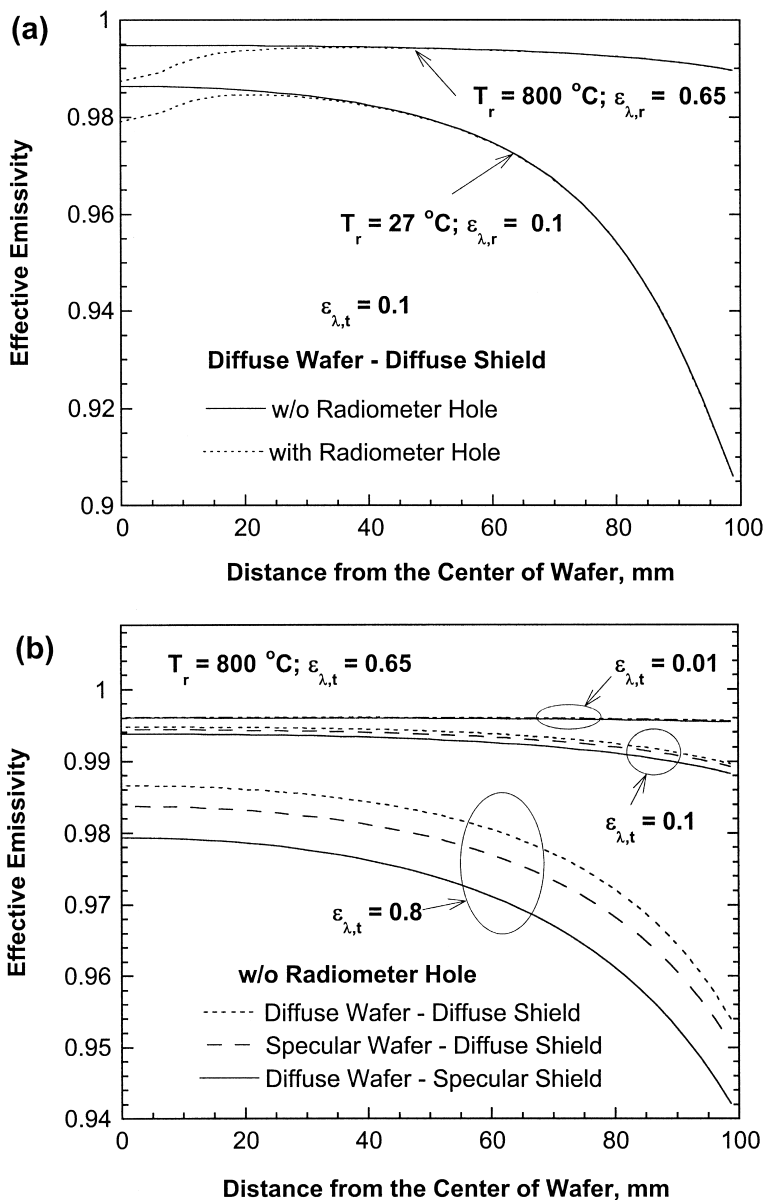 (a)
1
0.98
0.96
0.94
0.92
0.9
Effective Emissivity
T_r = 800 °C; ε_λ,r = 0.65
T_r = 27 °C; ε_λ,r = 0.1
ε_λ,t = 0.1
Diffuse Wafer - Diffuse Shield
w/o Radiometer Hole
with Radiometer Hole
0 20 40 60 80 100
Distance from the Center of Wafer, mm
(b)
T_r = 800 °C; ε_λ,t = 0.65
ε_λ,t = 0.01
1
0.99
0.98
0.97
0.96
0.95
0.94
Effective Emissivity
ε_λ,t = 0.1
ε_λ,t = 0.8
w/o Radiometer Hole
Diffuse Wafer - Diffuse Shield
Specular Wafer - Diffuse Shield
Diffuse Wafer - Specular Shield
0 20 40 60 80 100
Distance from the Center of Wafer, mm